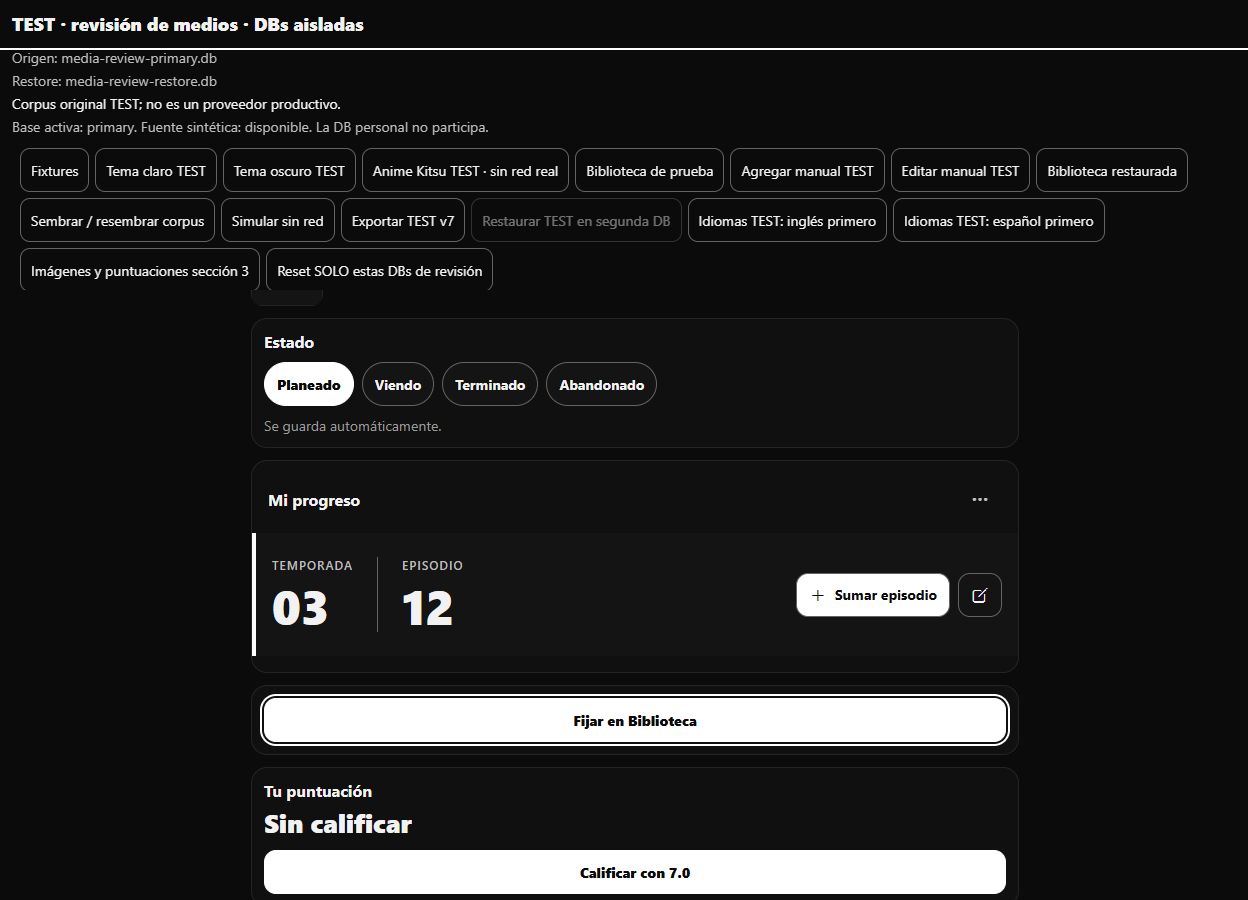 TEST · revisión de medios · DBs aisladas
Origen: media-review-primary.db
Restore: media-review-restore.db
Corpus original TEST; no es un proveedor productivo.
Base activa: primary. Fuente sintética: disponible. La DB personal no participa.
Fixtures
Tema claro TEST
Tema oscuro TEST
Anime Kitsu TEST · sin red real
Biblioteca de prueba
Agregar manual TEST
Editar manual TEST
Biblioteca restaurada
Sembrar / resembrar corpus
Simular sin red
Exportar TEST v7
Restaurar TEST en segunda DB
Idiomas TEST: inglés primero
Idiomas TEST: español primero
Imágenes y puntuaciones sección 3
Reset SOLO estas DBs de revisión
Estado
Planeado
Viendo
Terminado
Abandonado
Se guarda automáticamente.
Mi progreso
TEMPORADA
03
EPISODIO
12
+ Sumar episodio
Fijar en Biblioteca
Tu puntuación
Sin calificar
Calificar con 7.0